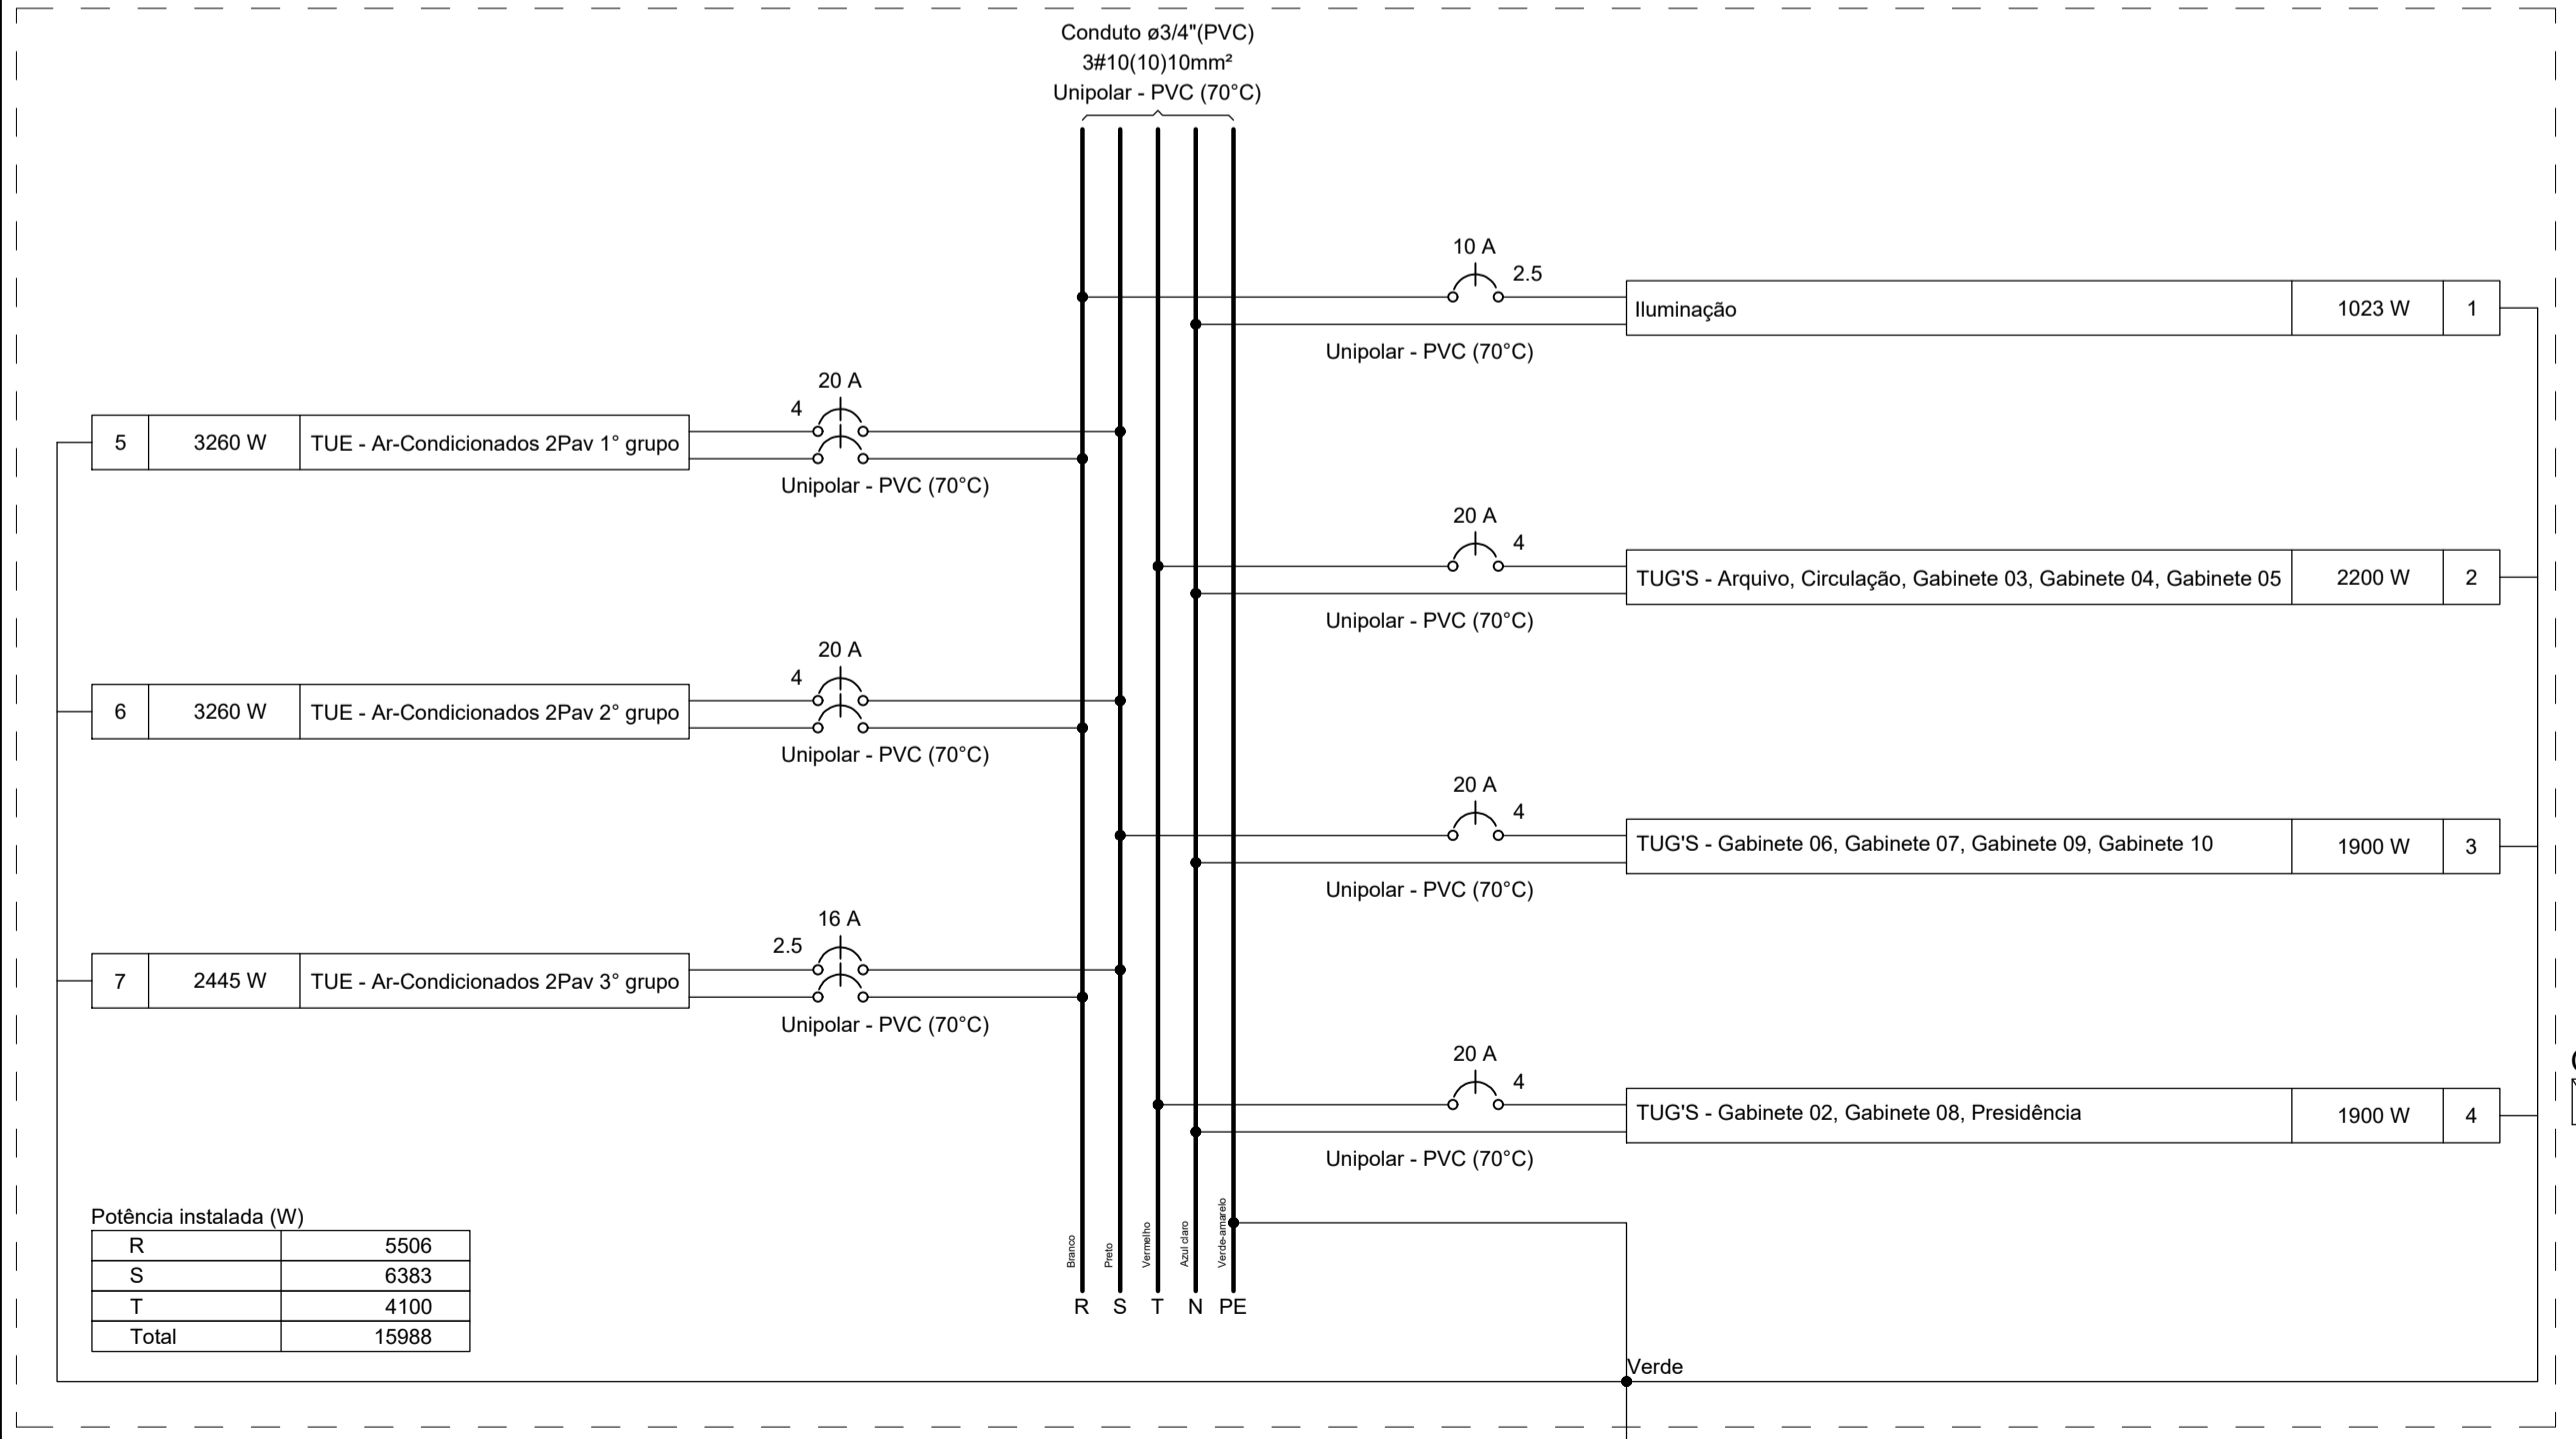 Conduto ø3/4"(PVC)
3#10(10)10mm²
Unipolar - PVC (70°C)
10 A
2.5
Iluminação 1023 W 1
Unipolar - PVC (70°C)
20 A
4
5 3260 W TUE - Ar-Condicionados 2Pav 1° grupo
Unipolar - PVC (70°C)
20 A
4
TUG'S - Arquivo, Circulação, Gabinete 03, Gabinete 04, Gabinete 05 2200 W 2
Unipolar - PVC (70°C)
20 A
4
6 3260 W TUE - Ar-Condicionados 2Pav 2° grupo
Unipolar - PVC (70°C)
20 A
4
TUG'S - Gabinete 06, Gabinete 07, Gabinete 09, Gabinete 10 1900 W 3
Unipolar - PVC (70°C)
16 A
2.5
7 2445 W TUE - Ar-Condicionados 2Pav 3° grupo
Unipolar - PVC (70°C)
20 A
4
TUG'S - Gabinete 02, Gabinete 08, Presidência 1900 W 4
Unipolar - PVC (70°C)
Potência instalada (W)
R 5506
S 6383
T 4100
Total 15988
Branco
Preto
Vermelho
Azul claro
Verde-amarelo
R S T N PE
Verde